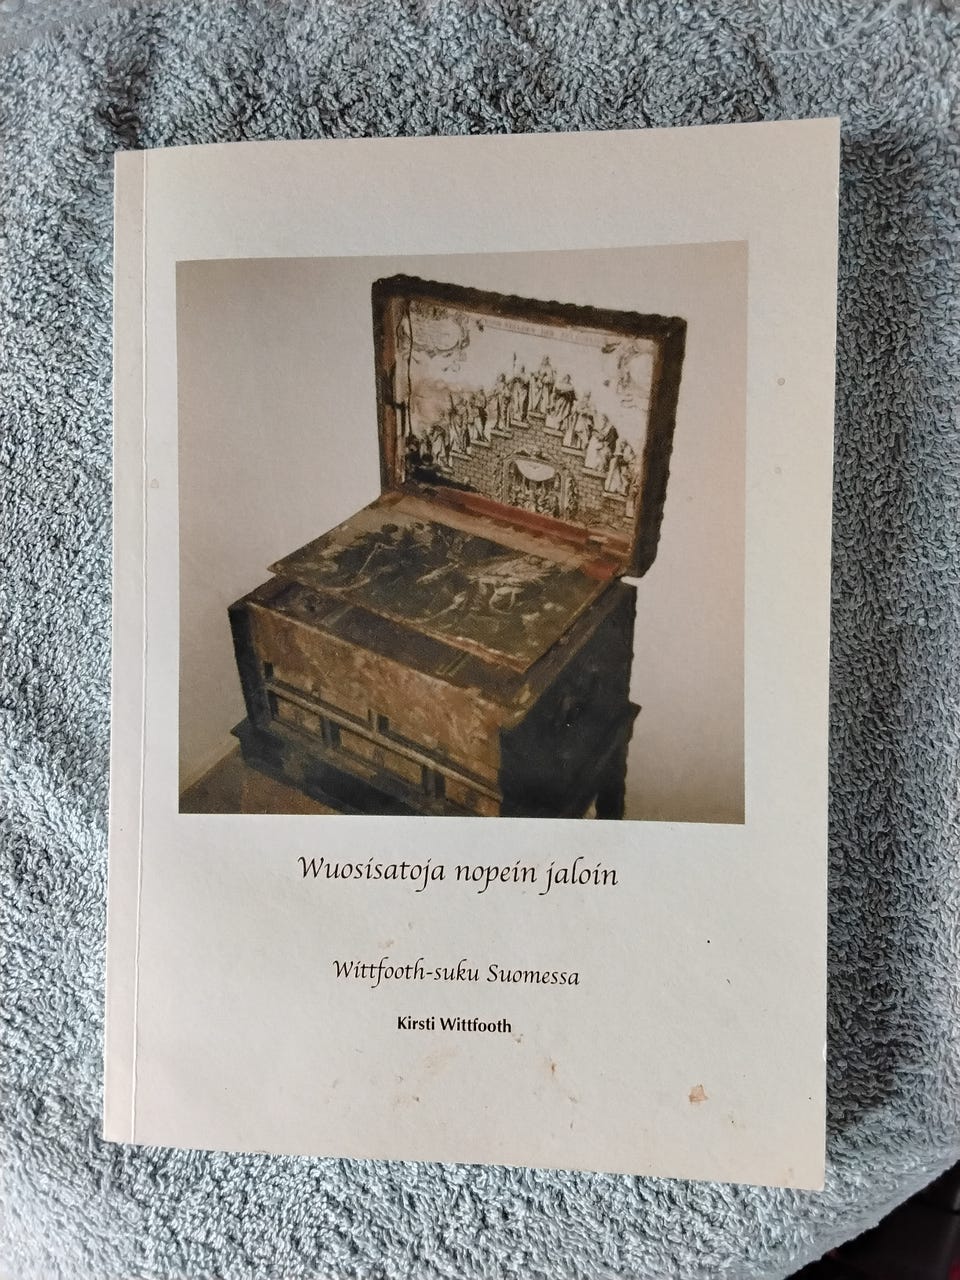 Wuosisatoja nopein jaloin
Wittfooth-suku Suomessa
Kirsti Wittfooth